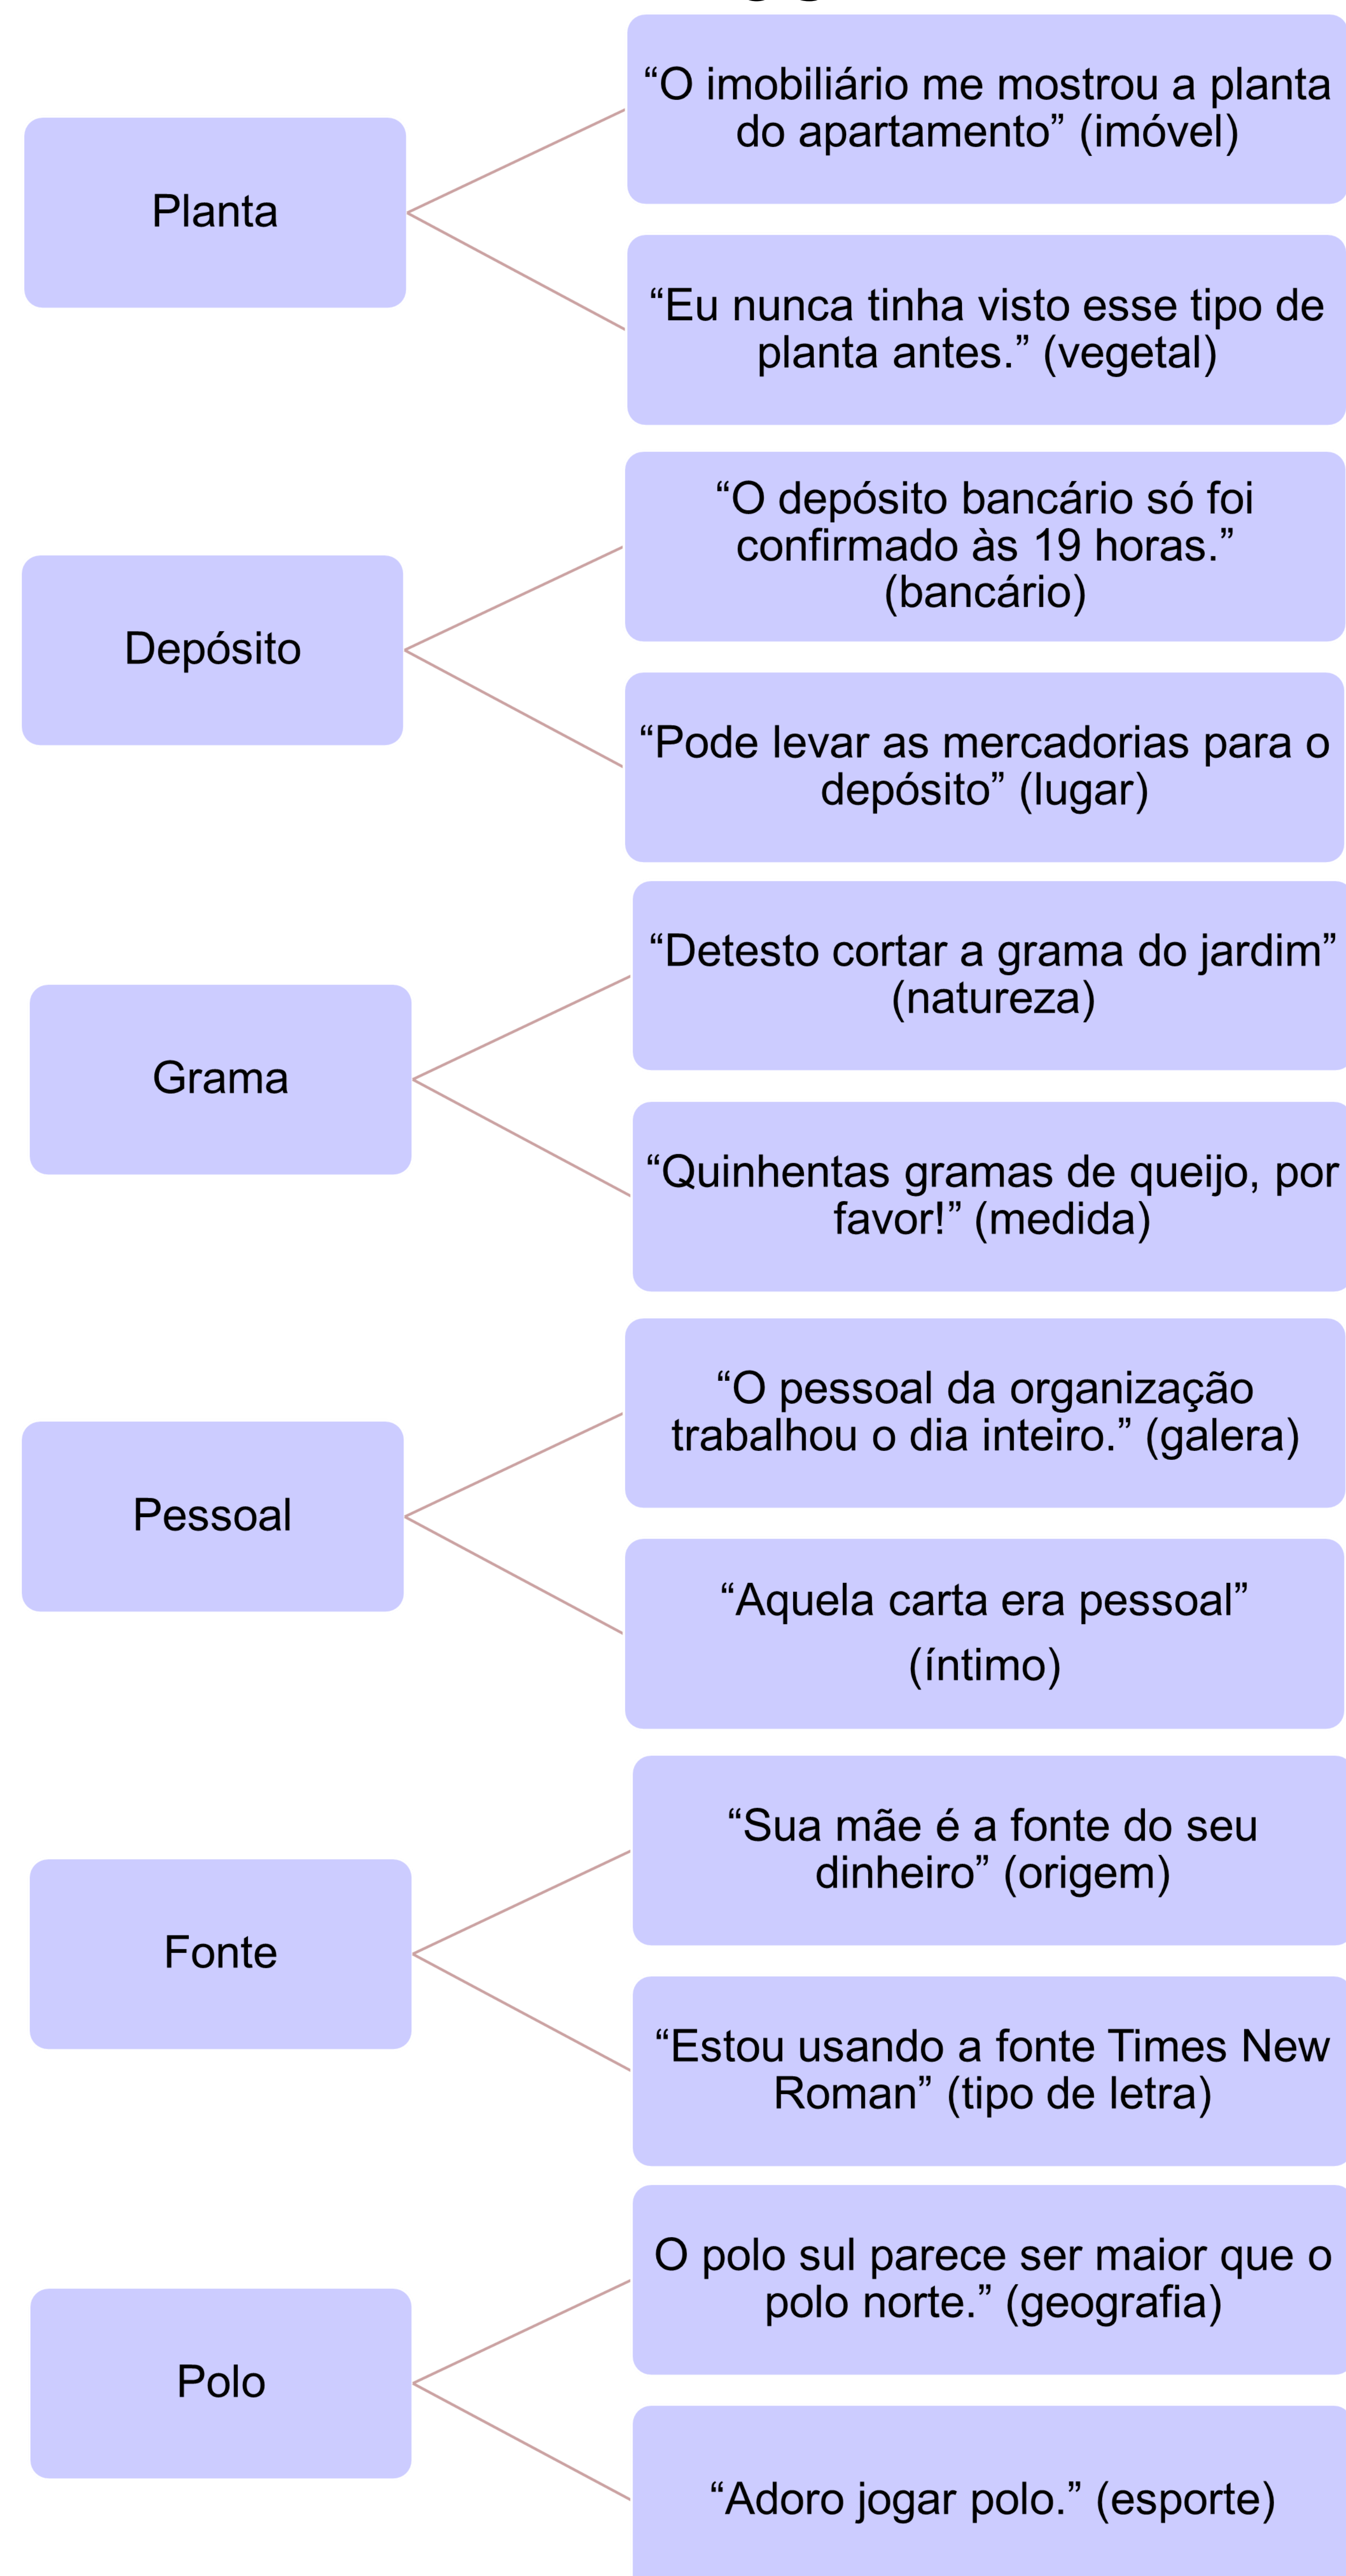 Planta
“O imobiliário me mostrou a planta
do apartamento” (imóvel)
“Eu nunca tinha visto esse tipo de
planta antes.” (vegetal)
Depósito
“O depósito bancário só foi
confirmado às 19 horas.”
(bancário)
“Pode levar as mercadorias para o
depósito” (lugar)
Grama
“Detesto cortar a grama do jardim”
(natureza)
“Quinhentas gramas de queijo, por
favor!” (medida)
Pessoal
“O pessoal da organização
trabalhou o dia inteiro.” (galera)
“Aquela carta era pessoal”
(íntimo)
Fonte
“Sua mãe é a fonte do seu
dinheiro” (origem)
“Estou usando a fonte Times New
Roman” (tipo de letra)
Polo
O polo sul parece ser maior que o
polo norte.” (geografia)
“Adoro jogar polo.” (esporte)